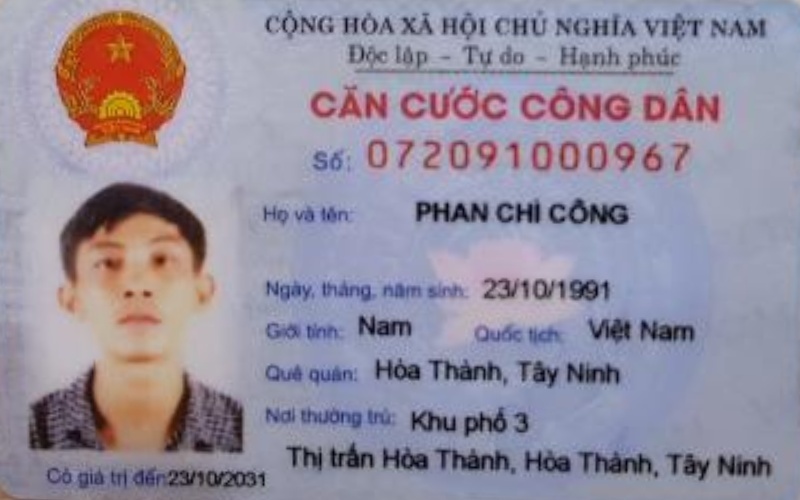 CỘNG HÒA XÃ HỘI CHỦ NGHĨA VIỆT NAM
Độc lập - Tự do - Hạnh phúc
CĂN CƯỚC CÔNG DÂN
Số: 072091000967
Họ và tên: PHAN CHÍ CÔNG
Ngày, tháng, năm sinh: 23/10/1991
Giới tính: Nam Quốc tịch: Việt Nam
Quê quán: Hòa Thành, Tây Ninh
Nơi thường trú: Khu phố 3
Thị trấn Hòa Thành, Hòa Thành, Tây Ninh
Có giá trị đến: 23/10/2031